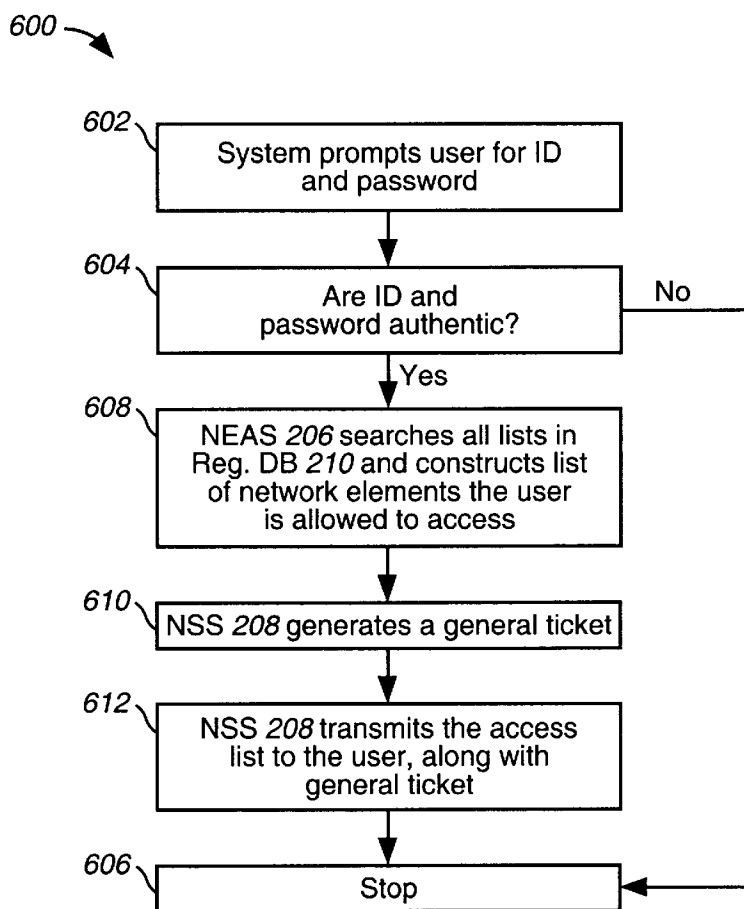 600
602
System prompts user for ID
and password
604
Are ID and
password authentic?
No
Yes
608
NEAS 206 searches all lists in
Reg. DB 210 and constructs list
of network elements the user
is allowed to access
610
NSS 208 generates a general ticket
612
NSS 208 transmits the access
list to the user, along with
general ticket
606
Stop